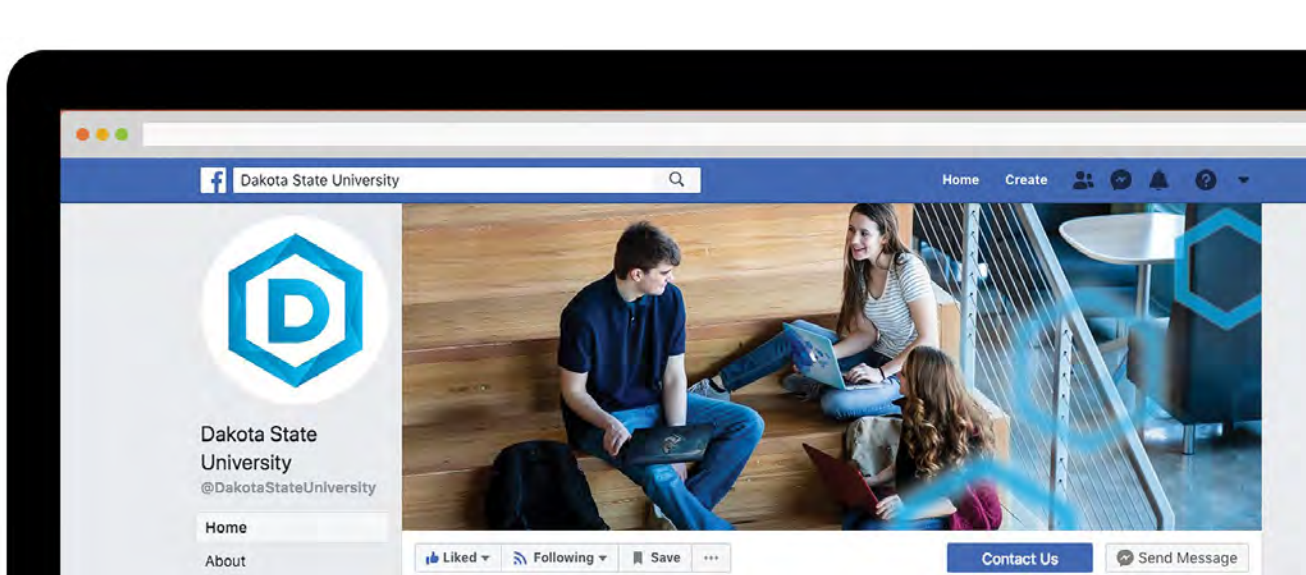 Dakota State University
Home Create
D
Dakota State
University
@DakotaStateUniversity
Home
About
Liked Following Save ...
Contact Us
Send Message